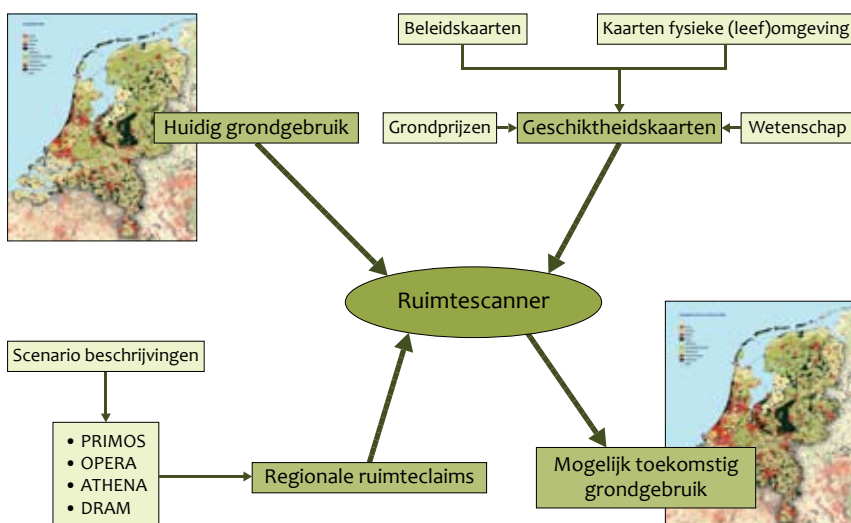 Beleidskaarten
Kaarten fysieke (leef)omgeving
Huidig grondgebruik
Grondprijzen
Geschiktheidskaarten
Wetenschap
Ruimtescanner
Scenario beschrijvingen
• PRIMOS
• OPERA
• ATHENA
• DRAM
Regionale ruimteclaims
Mogelijk toekomstig
grondgebruik